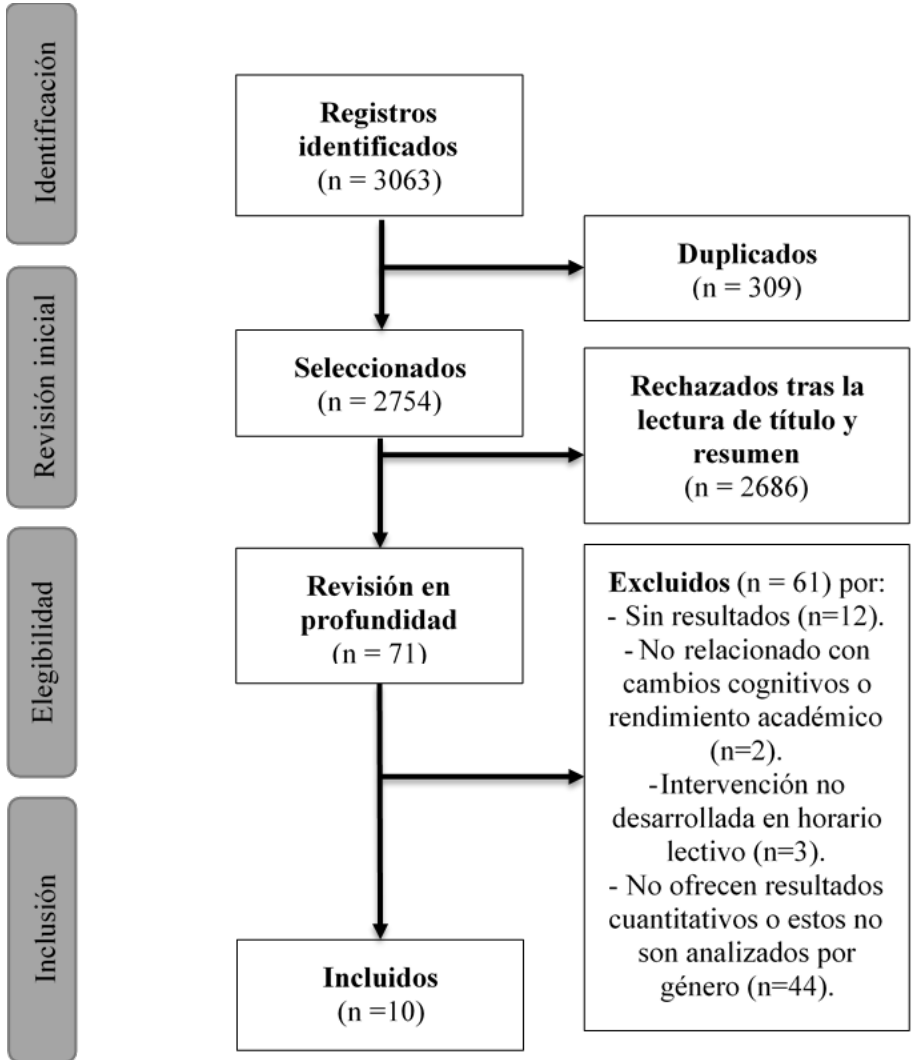 Identificación
Registros
identificados
(n = 3063)
Duplicados
(n = 309)
Revisión inicial
Seleccionados
(n = 2754)
Rechazados tras la
lectura de título y
resumen
(n = 2686)
Elegibilidad
Revisión en
profundidad
(n = 71)
Excluidos (n = 61) por:
- Sin resultados (n=12).
- No relacionado con
cambios cognitivos o
rendimiento académico
(n=2).
-Intervención no
desarrollada en horario
lectivo (n=3).
- No ofrecen resultados
cuantitativos o estos no
son analizados por
género (n=44).
Inclusión
Incluidos
(n =10)